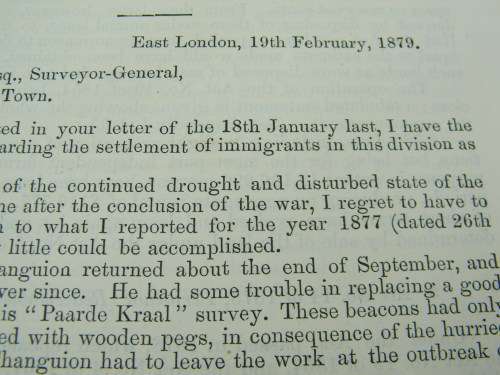 East London, 19th February, 1879.
sq., Surveyor-General,
Town.
ed in your letter of the 18th January last, I have the
arding the settlement of immigrants in this division as
of the continued drought and disturbed state of the
ne after the conclusion of the war, I regret to have to
n to what I reported for the year 1877 (dated 26th
little could be accomplished.
hanguion returned about the end of September, and
ver since. He had some trouble in replacing a good
is "Paarde Kraal" survey. These beacons had only
ed with wooden pegs, in consequence of the hurrie
Changuion had to leave the work at the outbreak